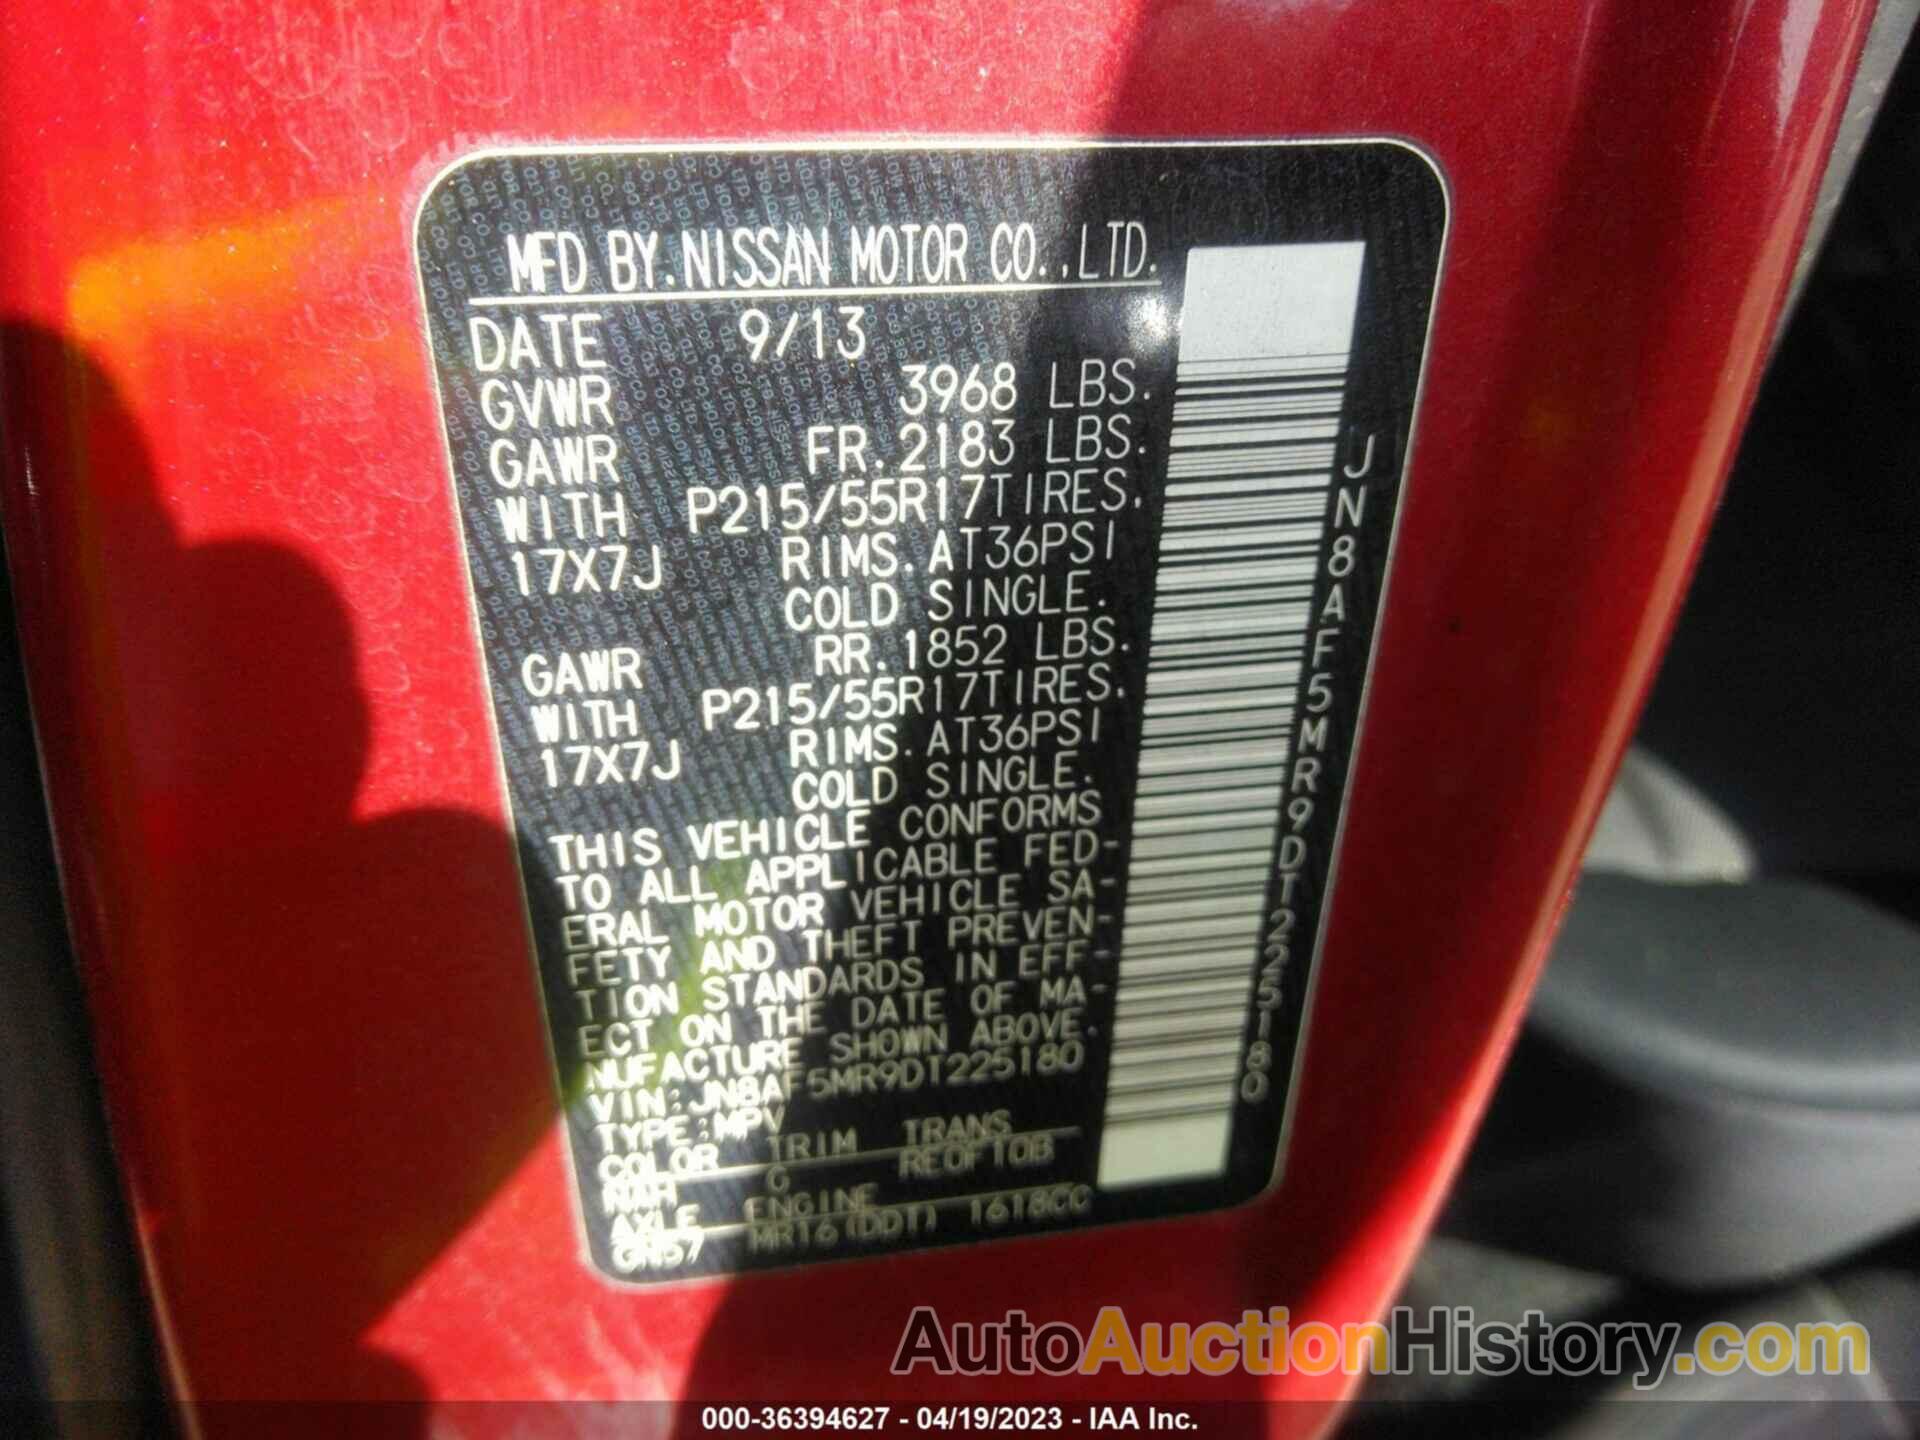 MFD BY.NISSAN MOTOR CO.,LTD.
DATE 9/13
GVWR 3968 LBS.
GAWR FR.2183 LBS.
WITH P215/55R17TIRES.
17X7J RIMS.AT36PSI
COLD SINGLE.
GAWR RR.1852 LBS.
WITH P215/55R17TIRES.
17X7J RIMS.AT36PSI
COLD SINGLE.
THIS VEHICLE CONFORMS
TO ALL APPLICABLE FED-
ERAL MOTOR VEHICLE SA-
FETY AND THEFT PREVEN-
TION STANDARDS IN EFF-
ECT ON THE DATE OF MA-
NUFACTURE SHOWN ABOVE.
VIN:JN8AF5MR9DT225180
TYPE:MPV
COLOR TRIM TRANS
NAH G RE0F10B
AXLE ENGINE
GN57 MR16(DDT) 1618CC
JN8AF5MR9DT225180
AutoAuctionHistory.com
000-36394627 - 04/19/2023 - IAA Inc.